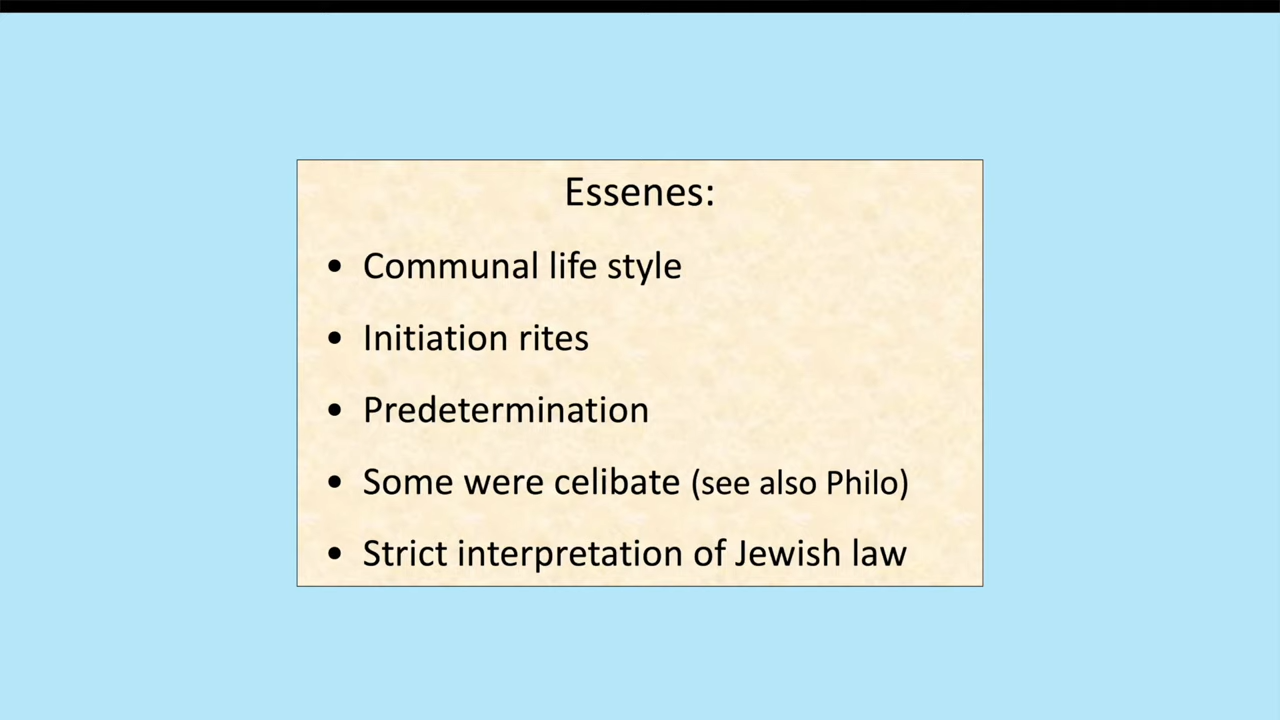 Essenes:
• Communal life style
• Initiation rites
• Predetermination
• Some were celibate (see also Philo)
• Strict interpretation of Jewish law